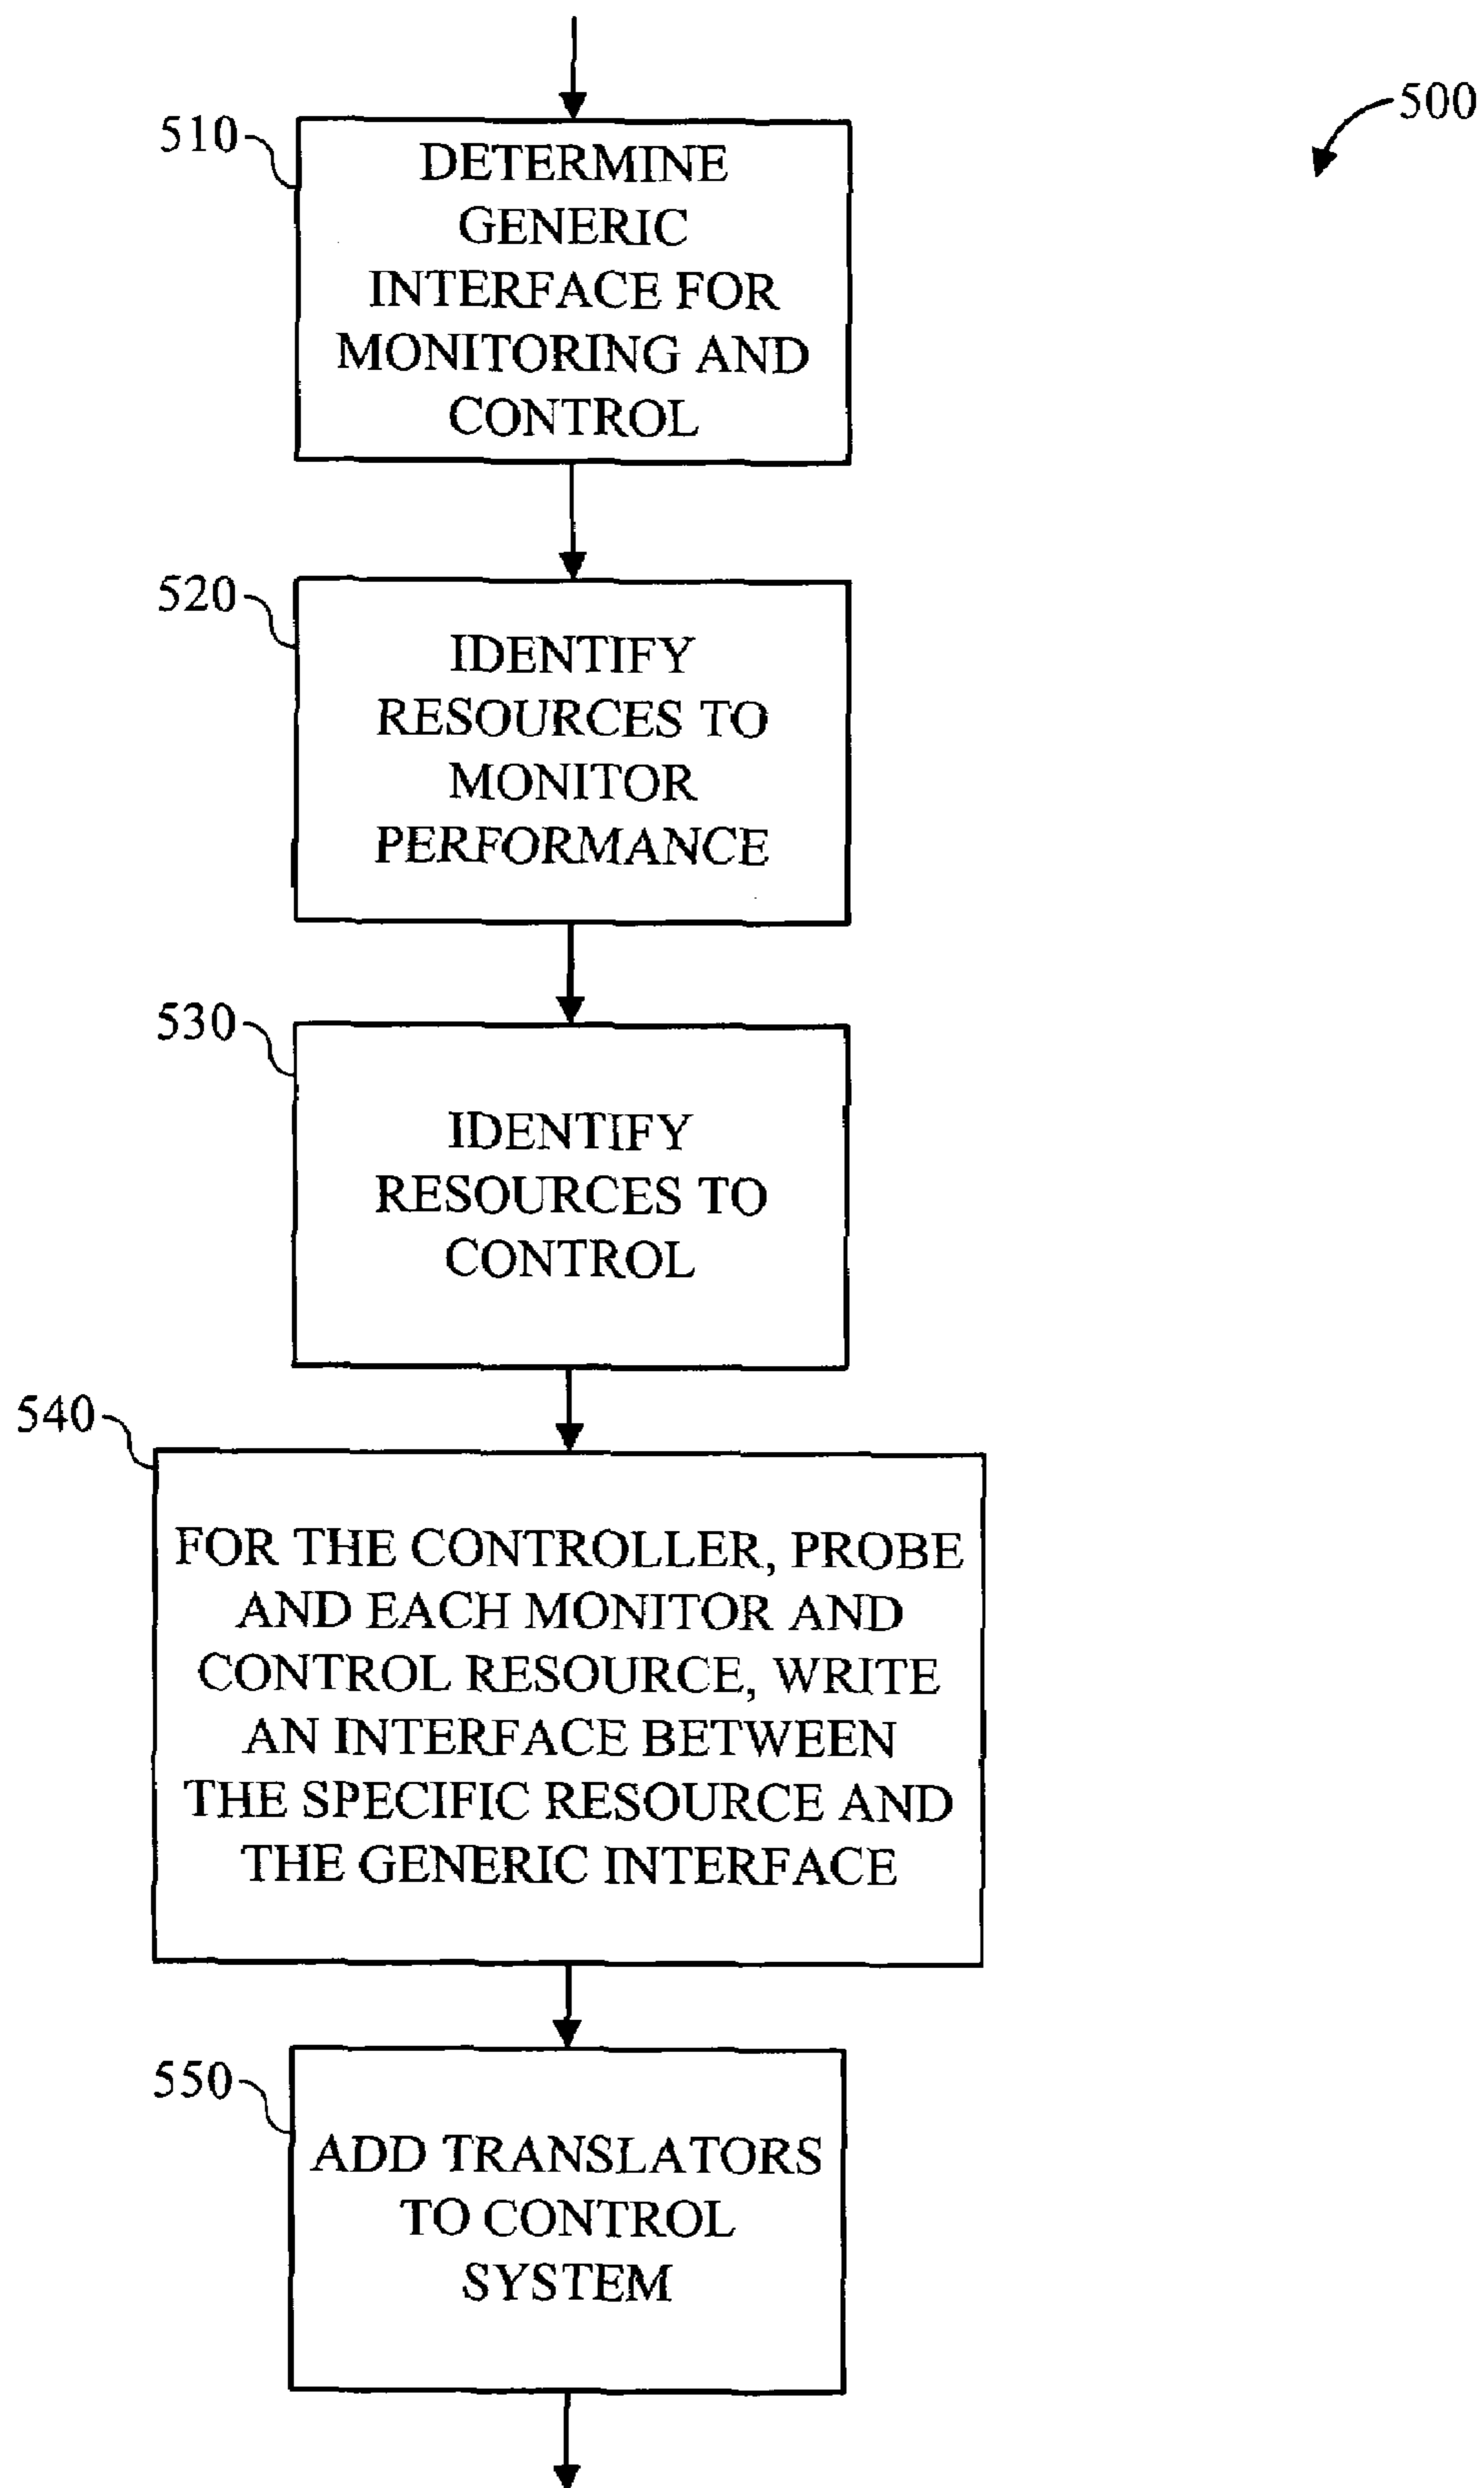 500
510
DETERMINE
GENERIC
INTERFACE FOR
MONITORING AND
CONTROL
520
IDENTIFY
RESOURCES TO
MONITOR
PERFORMANCE
530
IDENTIFY
RESOURCES TO
CONTROL
540
FOR THE CONTROLLER, PROBE
AND EACH MONITOR AND
CONTROL RESOURCE, WRITE
AN INTERFACE BETWEEN
THE SPECIFIC RESOURCE AND
THE GENERIC INTERFACE
550
ADD TRANSLATORS
TO CONTROL
SYSTEM